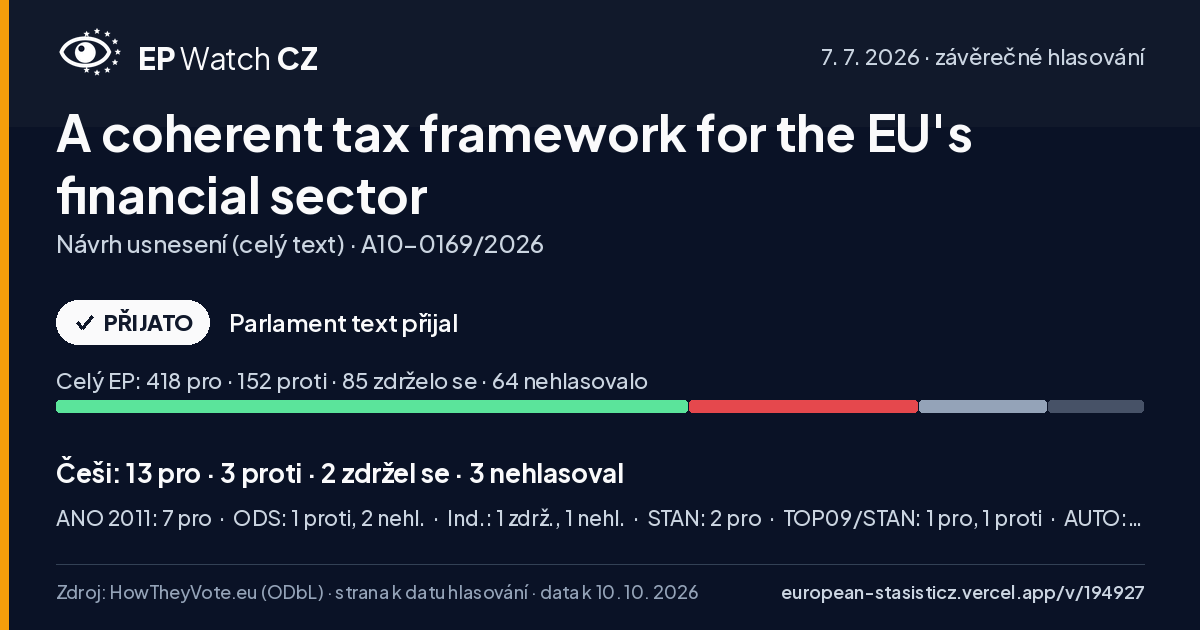 EP Watch CZ
7. 7. 2026 · závěrečné hlasování
A coherent tax framework for the EU's
financial sector
Návrh usnesení (celý text) · A10-0169/2026
✓ PŘIJATO
Parlament text přijal
Celý EP: 418 pro · 152 proti · 85 zdrželo se · 64 nehlasovalo
Češi: 13 pro · 3 proti · 2 zdržel se · 3 nehlasoval
ANO 2011: 7 pro · ODS: 1 proti, 2 nehl. · Ind.: 1 zdrž., 1 nehl. · STAN: 2 pro · TOP09/STAN: 1 pro, 1 proti · AUTO:…
Zdroj: HowTheyVote.eu (ODbL) · strana k datu hlasování · data k 10. 10. 2026
european-stasisticz.vercel.app/v/194927